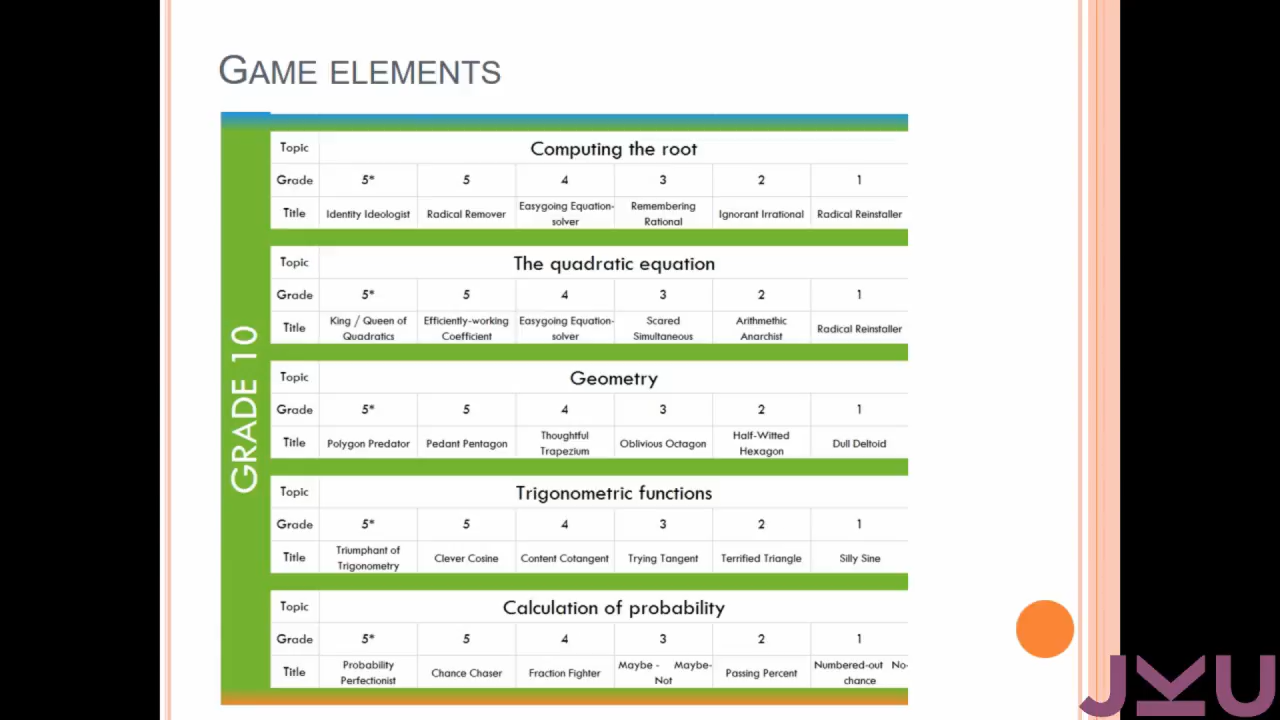 GAME ELEMENTS
GRADE 10
Topic Computing the root
Grade 5* 5 4 3 2 1
Title Identity Ideologist Radical Remover Easygoing Equation-solver Remembering Rational Ignorant Irrational Radical Reinstaller
Topic The quadratic equation
Grade 5* 5 4 3 2 1
Title King / Queen of Quadratics Efficiently-working Coefficient Easygoing Equation-solver Scared Simultaneous Arithmethic Anarchist Radical Reinstaller
Topic Geometry
Grade 5* 5 4 3 2 1
Title Polygon Predator Pedant Pentagon Thoughtful Trapezium Oblivious Octagon Half-Witted Hexagon Dull Deltoid
Topic Trigonometric functions
Grade 5* 5 4 3 2 1
Title Triumphant of Trigonometry Clever Cosine Content Cotangent Trying Tangent Terrified Triangle Silly Sine
Topic Calculation of probability
Grade 5* 5 4 3 2 1
Title Probability Perfectionist Chance Chaser Fraction Fighter Maybe - Maybe-Not Passing Percent Numbered-out No-chance
JKU